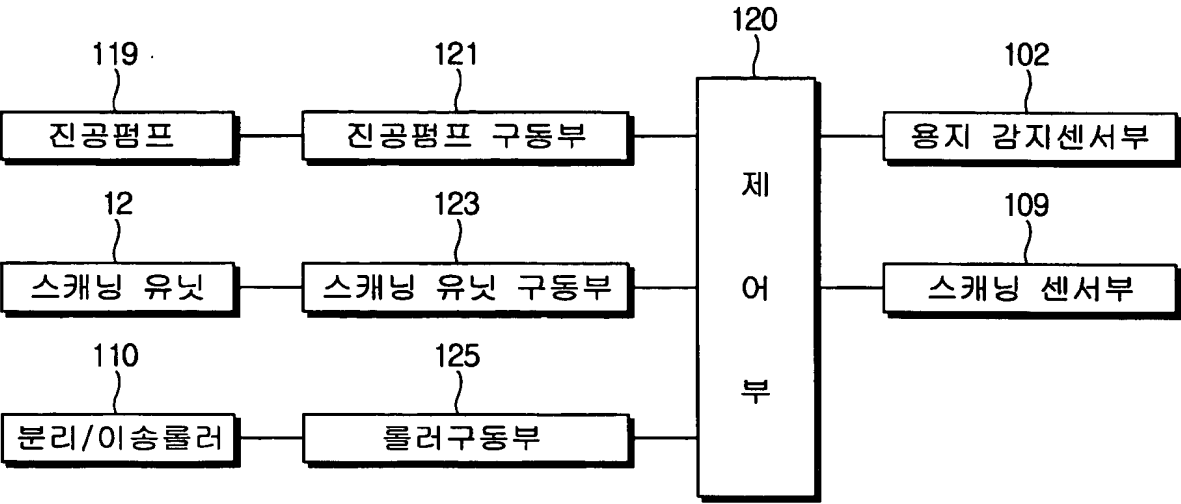 120
119
121
102
진공펌프
진공펌프 구동부
용지 감지센서부
제
12
123
109
스캐닝 유닛
스캐닝 유닛 구동부
어
스캐닝 센서부
110
125
부
분리/이송롤러
롤러구동부